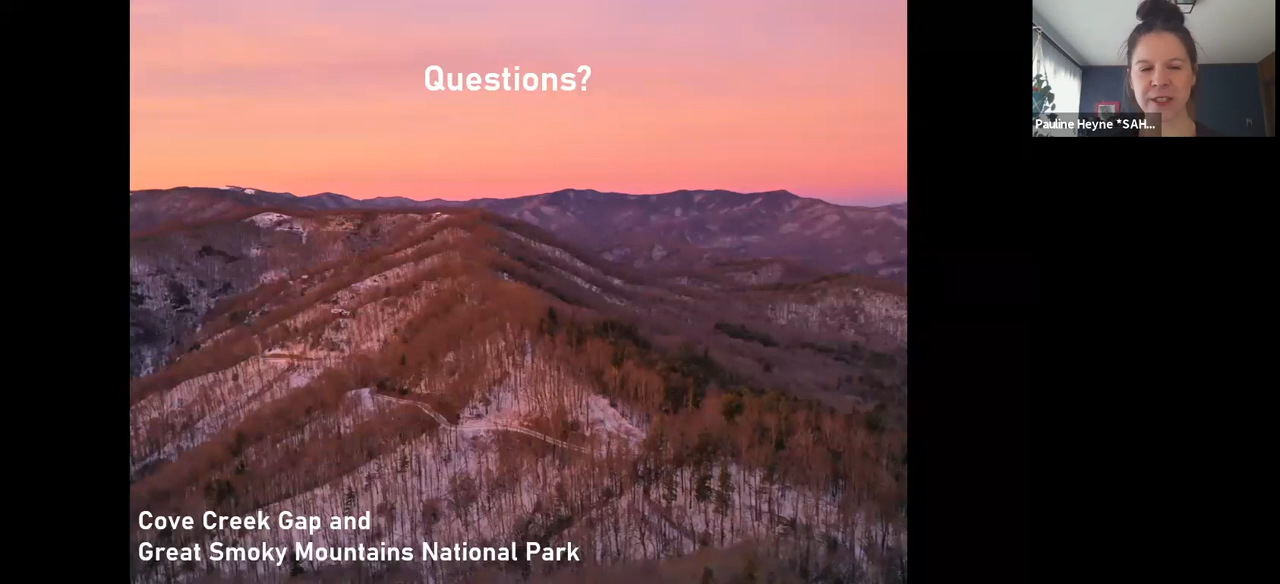 Questions?
Pauline Heyne *SAH...
Cove Creek Gap and
Great Smoky Mountains National Park